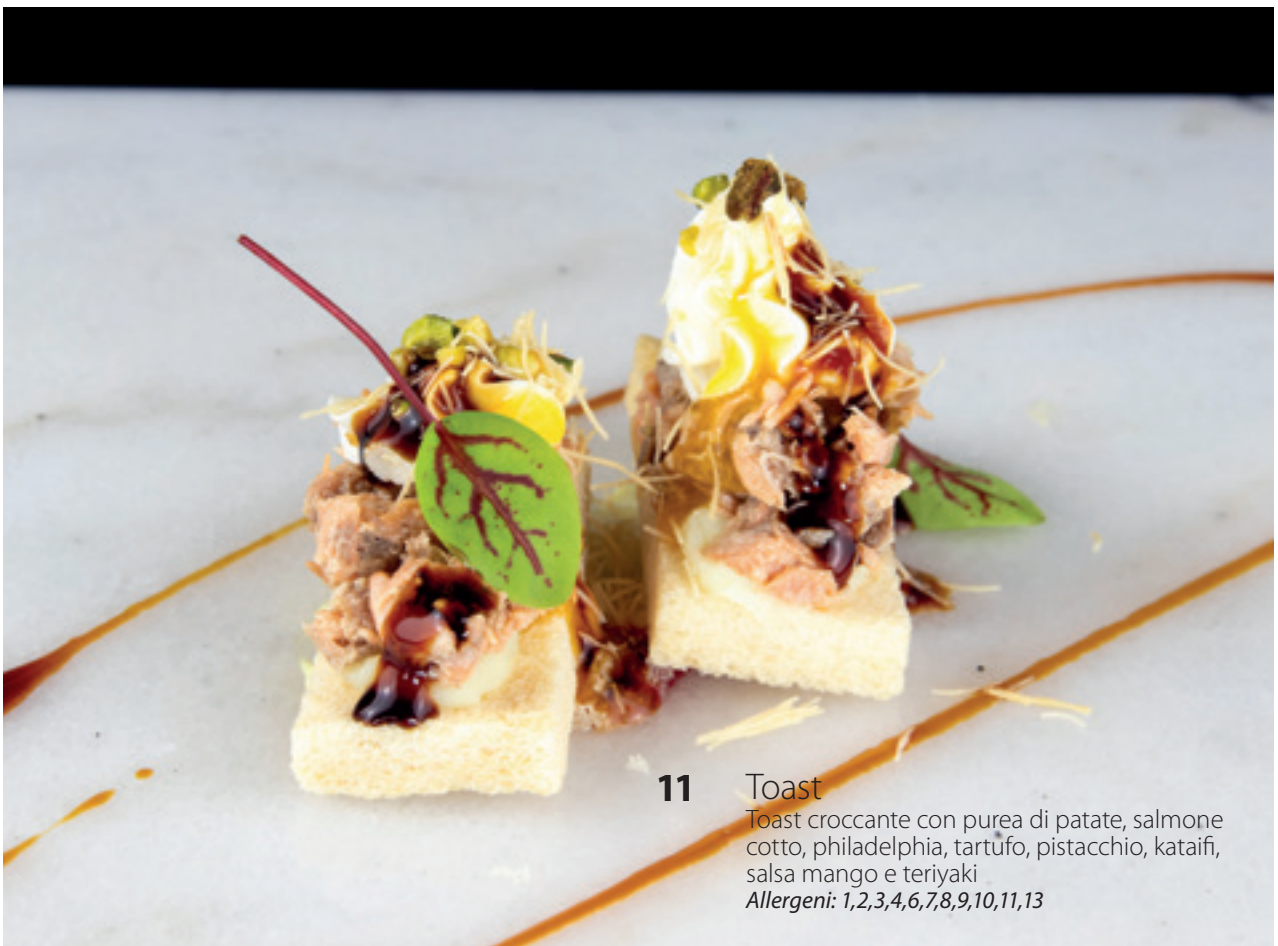 11 Toast
Toast croccante con purea di patate, salmone
cotto, philadelphia, tartufo, pistacchio, kataifi,
salsa mango e teriyaki
Allergeni: 1,2,3,4,6,7,8,9,10,11,13